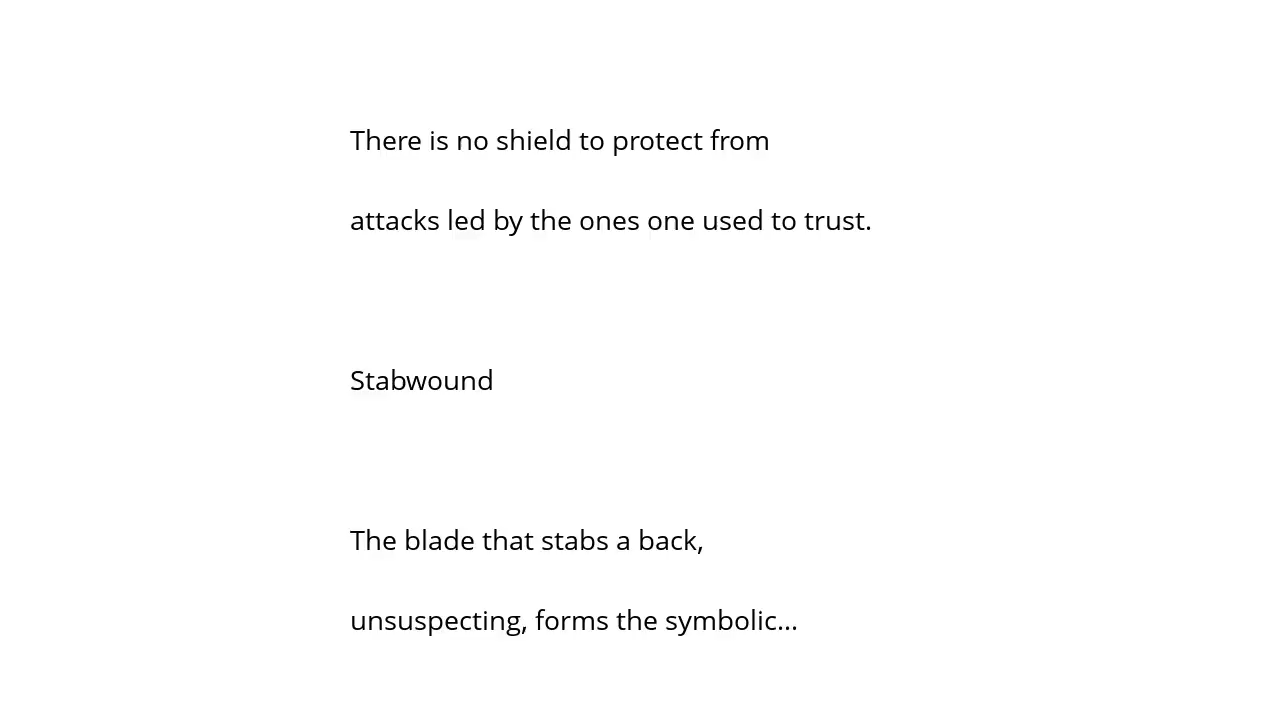 There is no shield to protect from
attacks led by the ones one used to trust.
Stabwound
The blade that stabs a back,
unsuspecting, forms the symbolic...